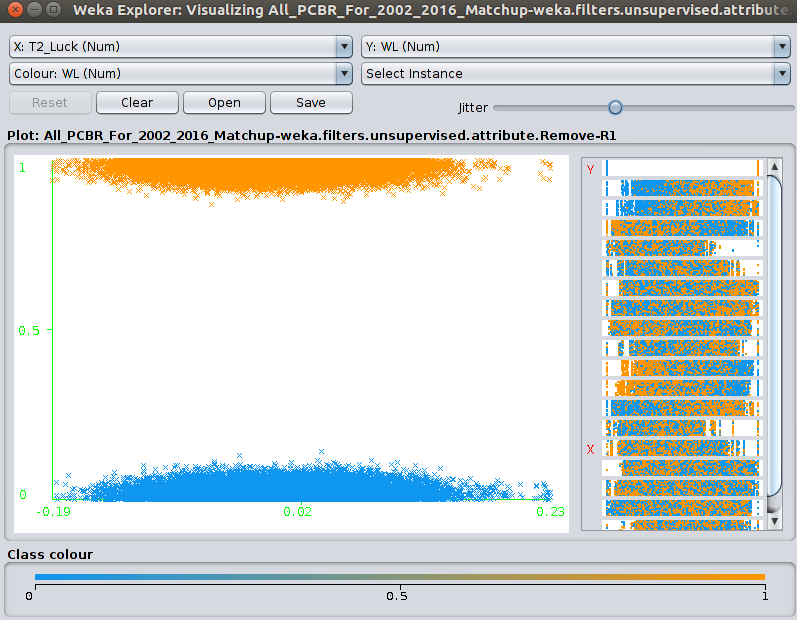 Weka Explorer: Visualizing All_PCBR_For_2002_2016_Matchup-weka.filters.unsupervised.attribute
X: T2_Luck (Num) Y: WL (Num)
Colour: WL (Num) Select Instance
Reset Clear Open Save Jitter
Plot: All_PCBR_For_2002_2016_Matchup-weka.filters.unsupervised.attribute.Remove-R1
1
0.5
0
-0.19 0.02 0.23
Y
X
Class colour
0 0.5 1